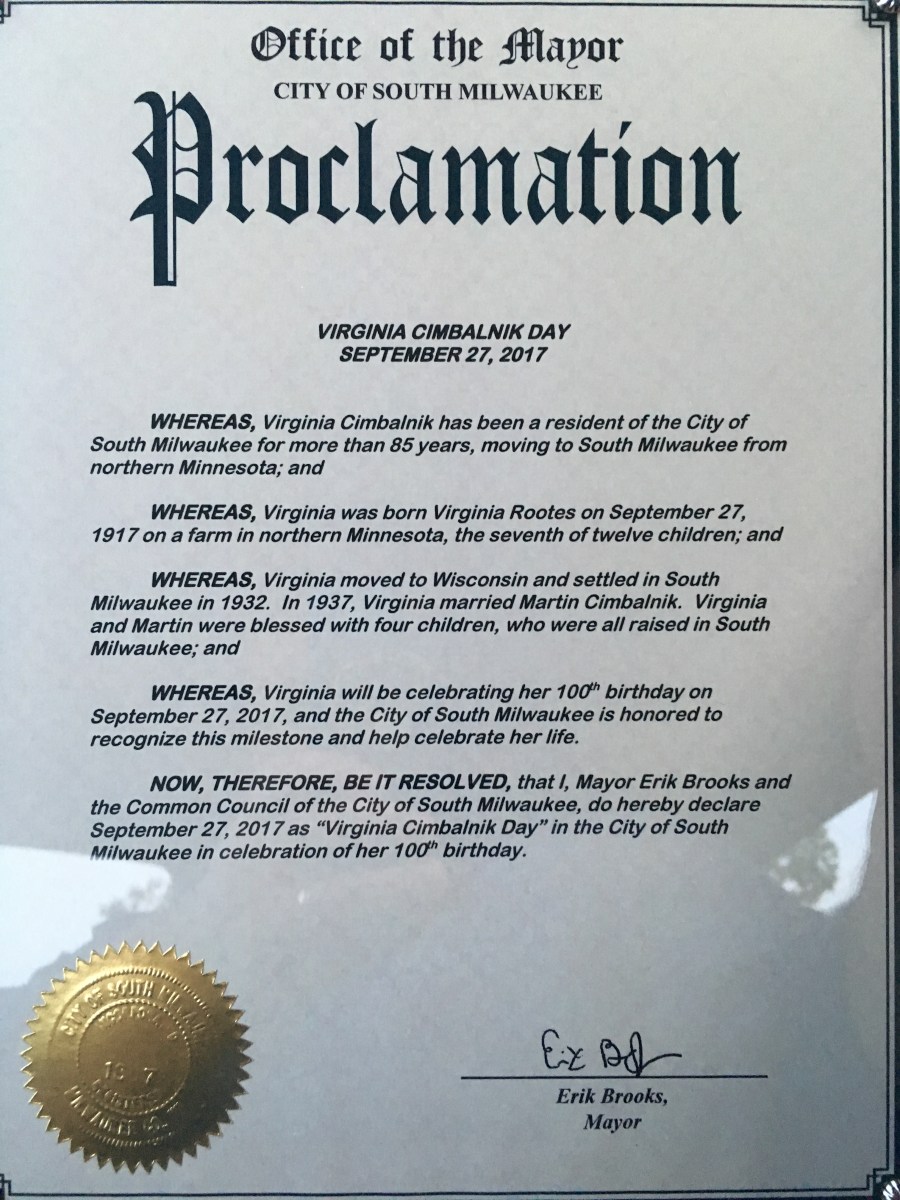 Office of the Mayor
CITY OF SOUTH MILWAUKEE
Proclamation
VIRGINIA CIMBALNIK DAY
SEPTEMBER 27, 2017
WHEREAS, Virginia Cimbalnik has been a resident of the City of
South Milwaukee for more than 85 years, moving to South Milwaukee from
northern Minnesota; and
WHEREAS, Virginia was born Virginia Rootes on September 27,
1917 on a farm in northern Minnesota, the seventh of twelve children; and
WHEREAS, Virginia moved to Wisconsin and settled in South
Milwaukee in 1932. In 1937, Virginia married Martin Cimbalnik. Virginia
and Martin were blessed with four children, who were all raised in South
Milwaukee; and
WHEREAS, Virginia will be celebrating her 100th birthday on
September 27, 2017, and the City of South Milwaukee is honored to
recognize this milestone and help celebrate her life.
NOW, THEREFORE, BE IT RESOLVED, that I, Mayor Erik Brooks and
the Common Council of the City of South Milwaukee, do hereby declare
September 27, 2017 as “Virginia Cimbalnik Day” in the City of South
Milwaukee in celebration of her 100th birthday.
CITY OF SOUTH
Erik Brooks,
Mayor